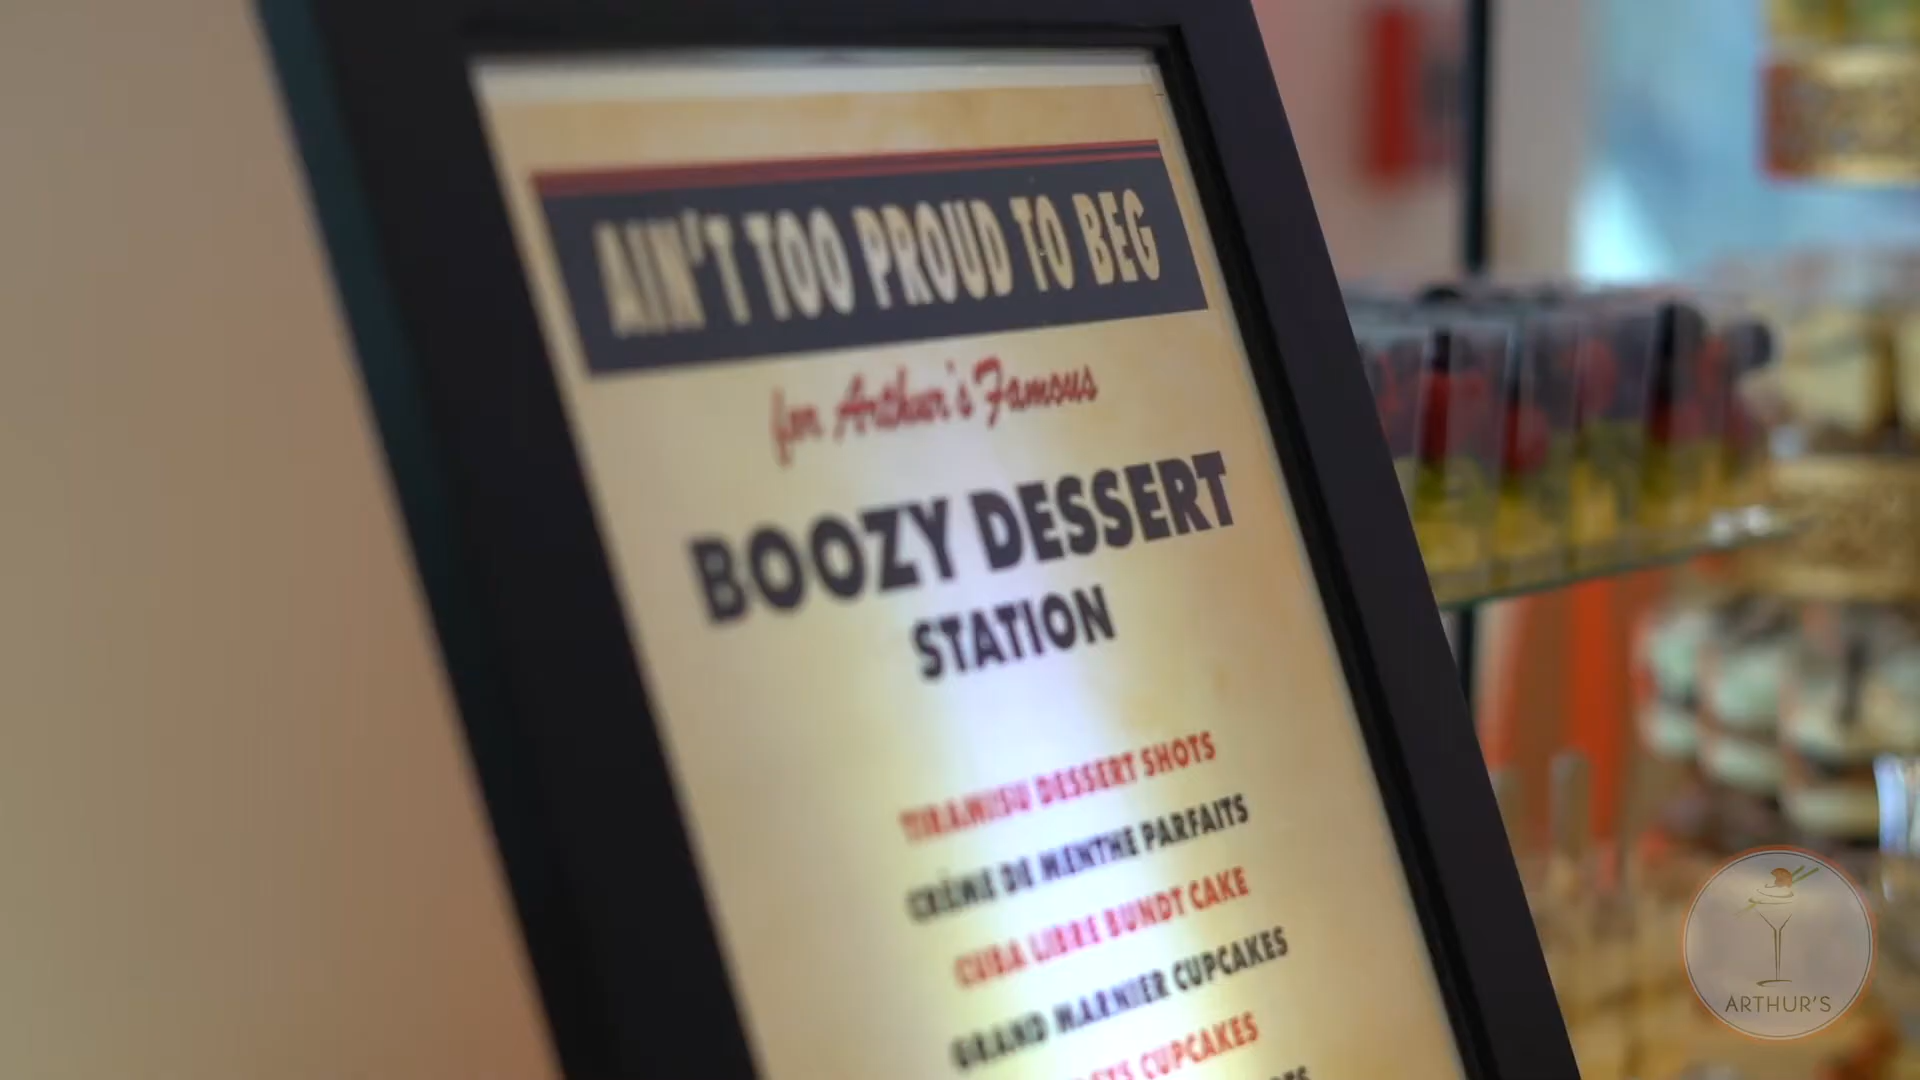 AIN'T TOO PROUD TO BEG
for Arthur's Famous
BOOZY DESSERT
STATION
TIRAMISU DESSERT SHOTS
CRÈME DE MENTHE PARFAITS
CUBA LIBRE BUNDT CAKE
GRAND MARNIER CUPCAKES
CUPCAKES
ARTHUR'S